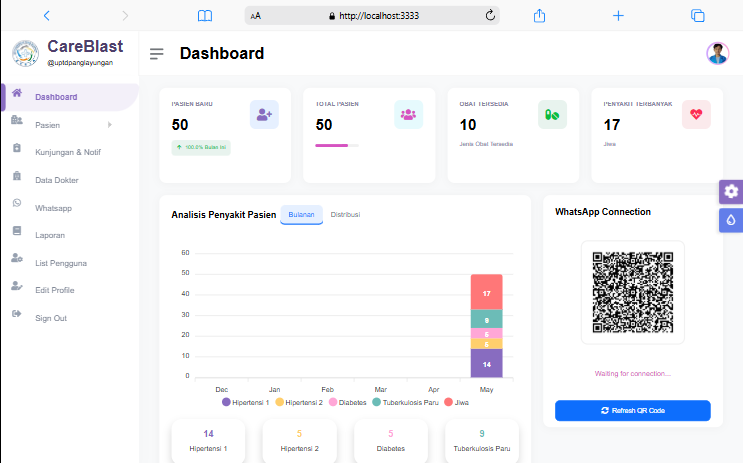 AA
http://localhost:3333
CareBlast
@uptdpanglayungan
Dashboard
Dashboard
Pasien
Kunjungan & Notif
Data Dokter
Whatsapp
Laporan
List Pengguna
Edit Profile
Sign Out
PASIEN BARU
50
+00.0% Bulan ini
TOTAL PASIEN
50
OBAT TERSEDIA
10
Jenis Obat Tersedia
PENYAKIT TERBANYAK
17
Jiwa
Analisis Penyakit Pasien
Bulanan
Distribusi
60
50
40
30
20
10
0
17
9
5
5
14
Dec Jan Feb Mar Apr May
Hipertensi 1 Hipertensi 2 Diabetes Tuberkulosis Paru Jiwa
14
Hipertensi 1
5
Hipertensi 2
5
Diabetes
9
Tuberkulosis Paru
WhatsApp Connection
Waiting for connection...
Refresh QR Code